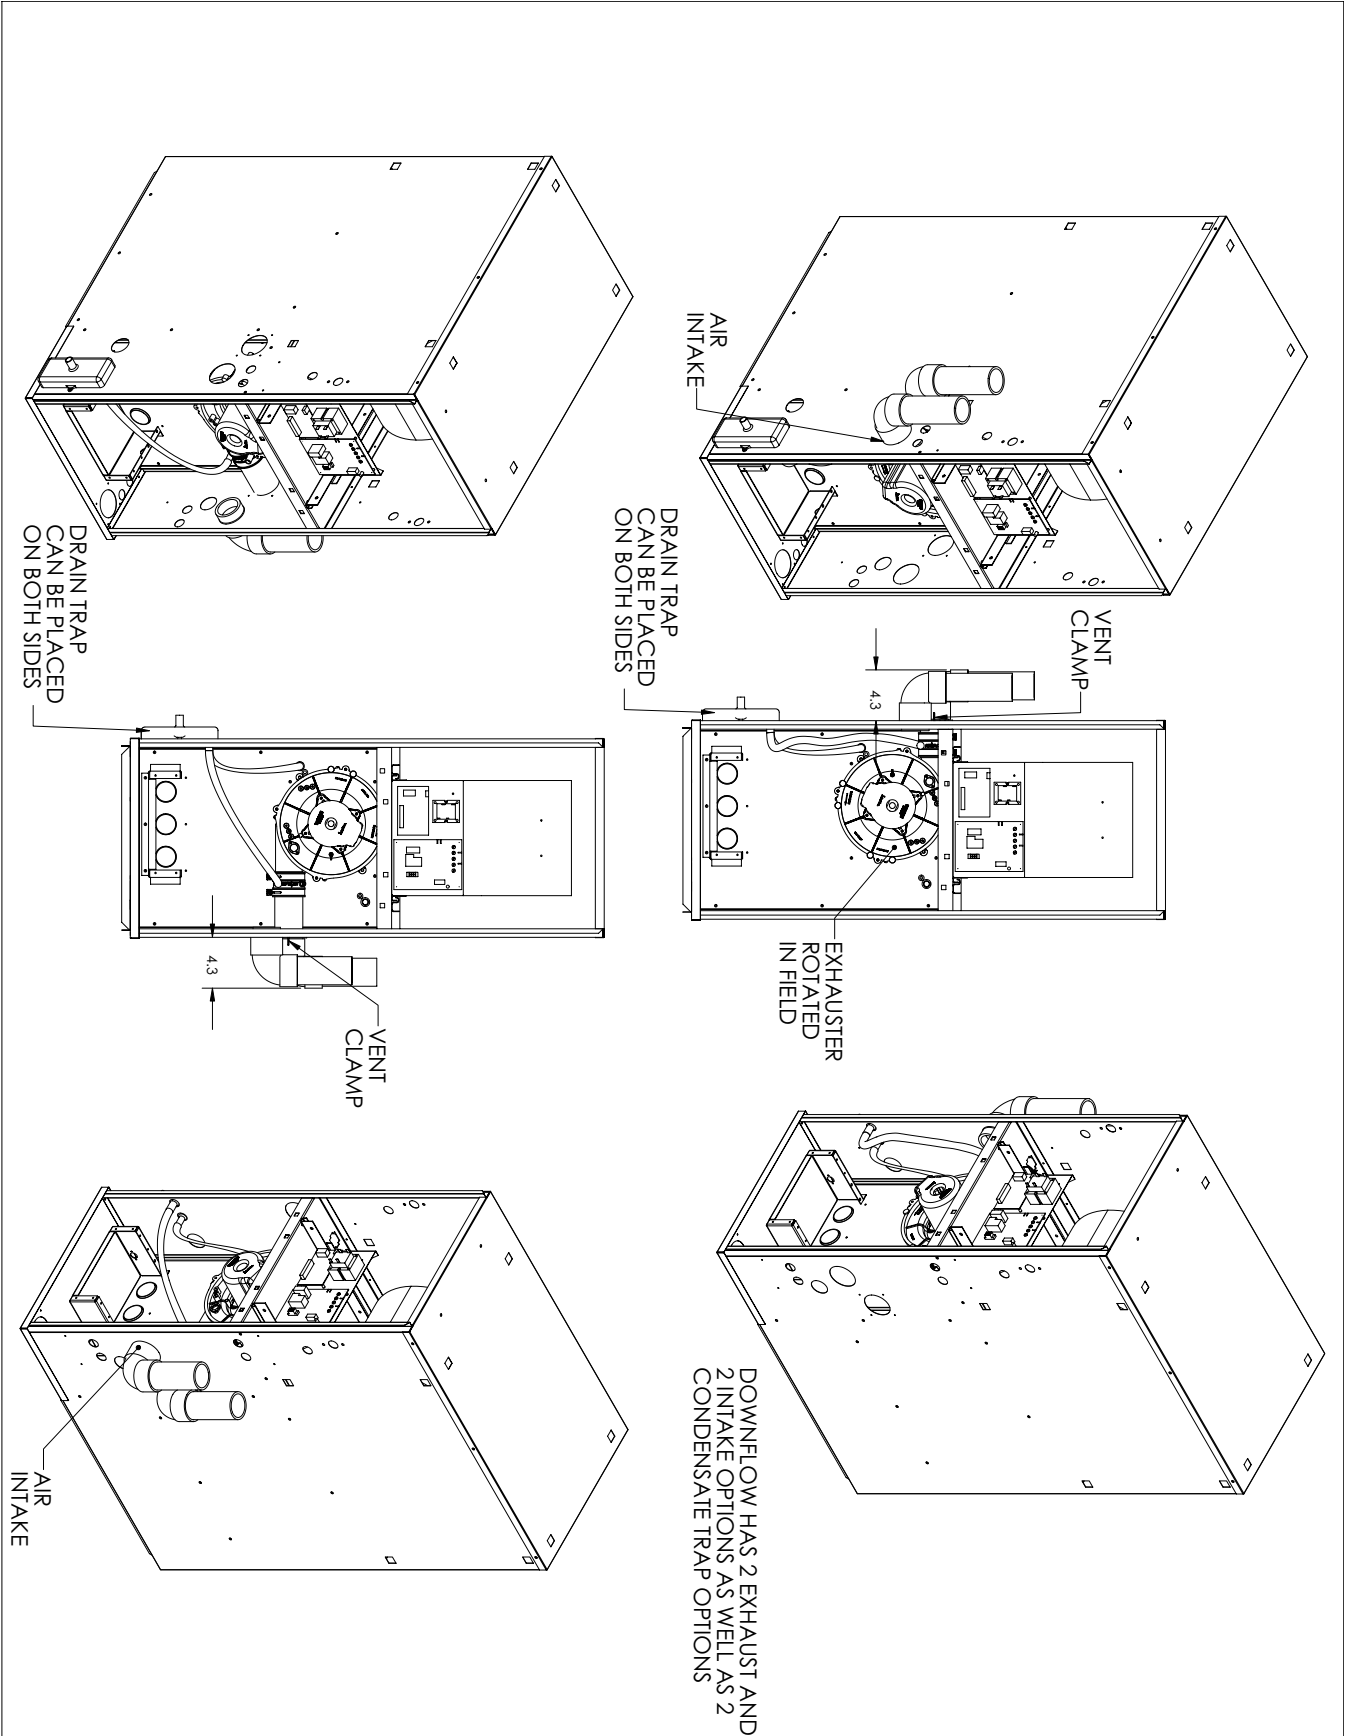 AIR
INTAKE
DRAIN TRAP
CAN BE PLACED
ON BOTH SIDES
VENT
CLAMP
4.3
EXHAUSTER
ROTATED
IN FIELD
DOWNFLOW HAS 2 EXHAUST AND
2 INTAKE OPTIONS AS WELL AS 2
CONDENSATE TRAP OPTIONS
DRAIN TRAP
CAN BE PLACED
ON BOTH SIDES
4.3
VENT
CLAMP
AIR
INTAKE